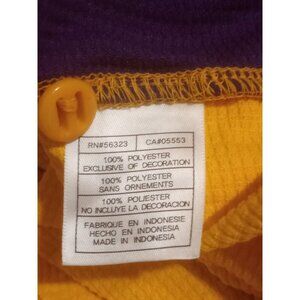 RN#56323 CA#05553
100% POLYESTER
EXCLUSIVE OF DECORATION
100% POLYESTER
SANS ORNEMENTS
100% POLIESTER
NO INCLUYE LA DECORACION
FABRIQUE EN INDONESIE
HECHO EN INDONESIA
MADE IN INDONESIA